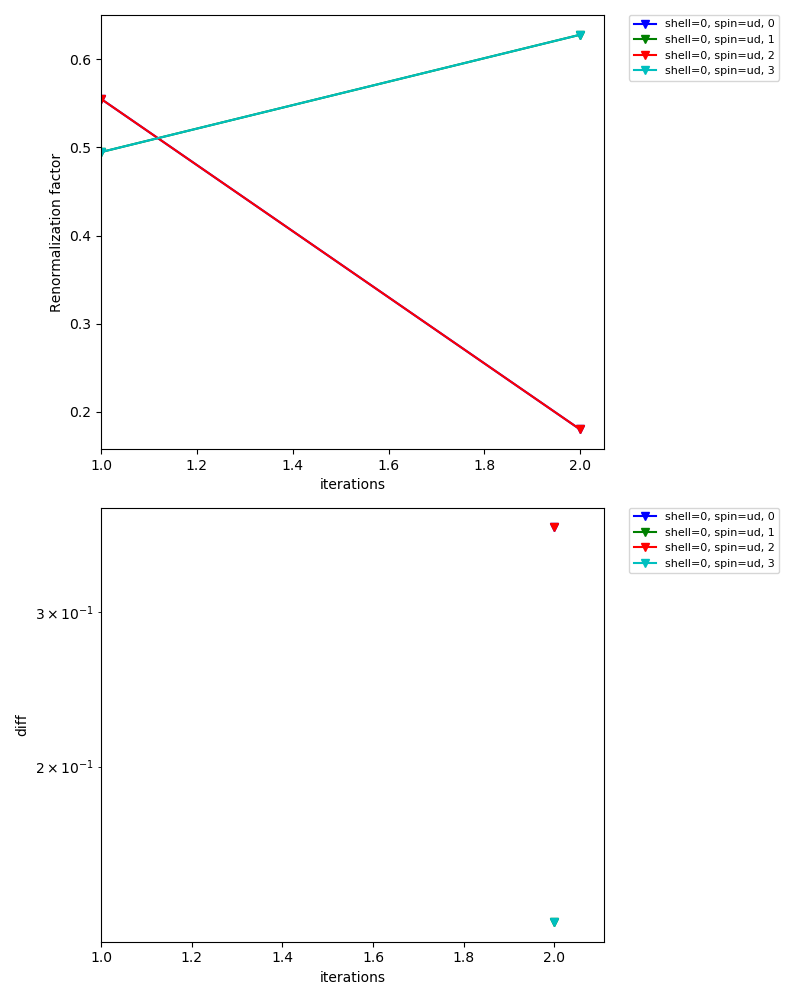 0.6
0.5
0.4
0.3
0.2
Renormalization factor
1.0 1.2 1.4 1.6 1.8 2.0
iterations
shell=0, spin=ud, 0
shell=0, spin=ud, 1
shell=0, spin=ud, 2
shell=0, spin=ud, 3
3 × 10⁻¹
2 × 10⁻¹
diff
1.0 1.2 1.4 1.6 1.8 2.0
iterations
shell=0, spin=ud, 0
shell=0, spin=ud, 1
shell=0, spin=ud, 2
shell=0, spin=ud, 3